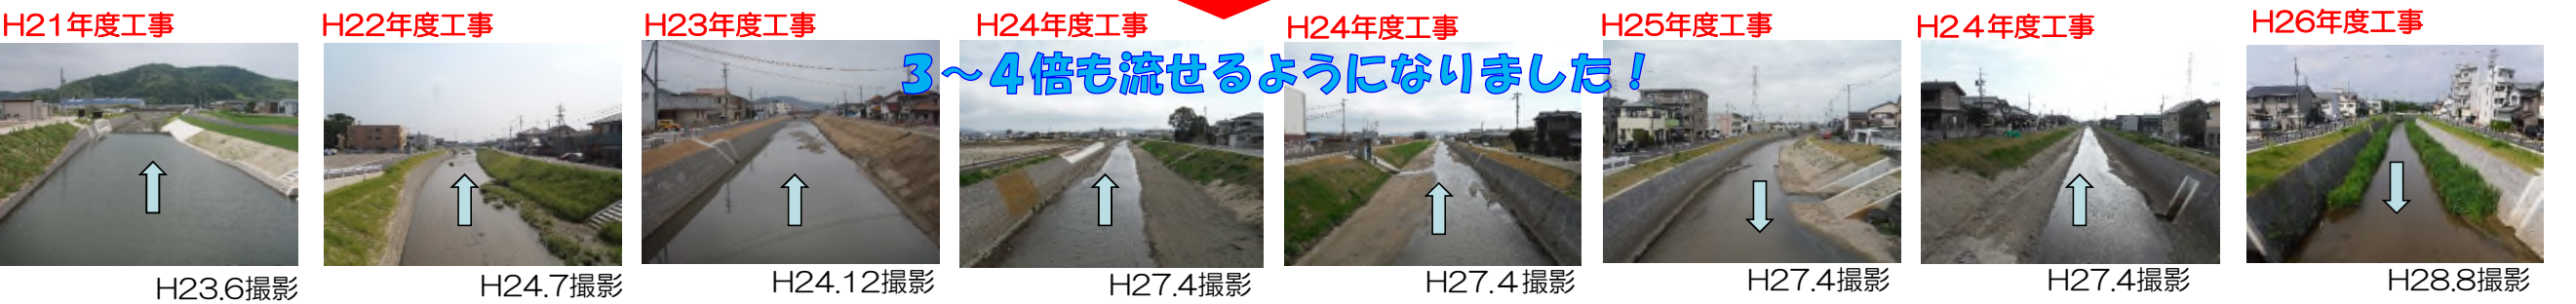 H21年度工事
H22年度工事
H23年度工事
H24年度工事
H24年度工事
H25年度工事
H24年度工事
H26年度工事
3～4倍も流せるようになりました！
H23.6撮影
H24.7撮影
H24.12撮影
H27.4撮影
H27.4撮影
H27.4撮影
H27.4撮影
H28.8撮影